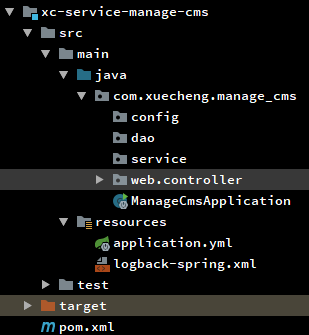 xc-service-manage-cms
src
main
java
com.xuecheng.manage_cms
config
dao
service
web.controller
ManageCmsApplication
resources
application.yml
logback-spring.xml
test
target
pom.xml